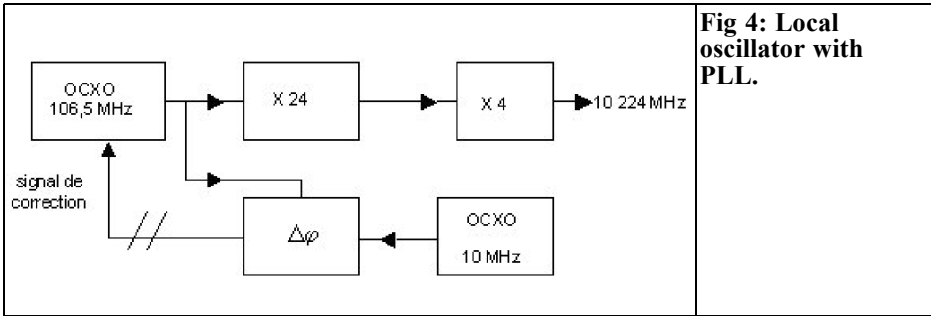 OCXO
106,5 MHz
X 24
X 4
10 224 MHz
signal de
correction
Δφ
OCXO
10 MHz
Fig 4: Local
oscillator with
PLL.